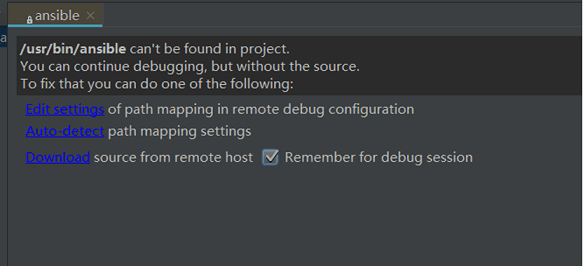 ansible
/usr/bin/ansible can't be found in project.
You can continue debugging, but without the source.
To fix that you can do one of the following:
Edit settings of path mapping in remote debug configuration
Auto-detect path mapping settings
Download source from remote host Remember for debug session